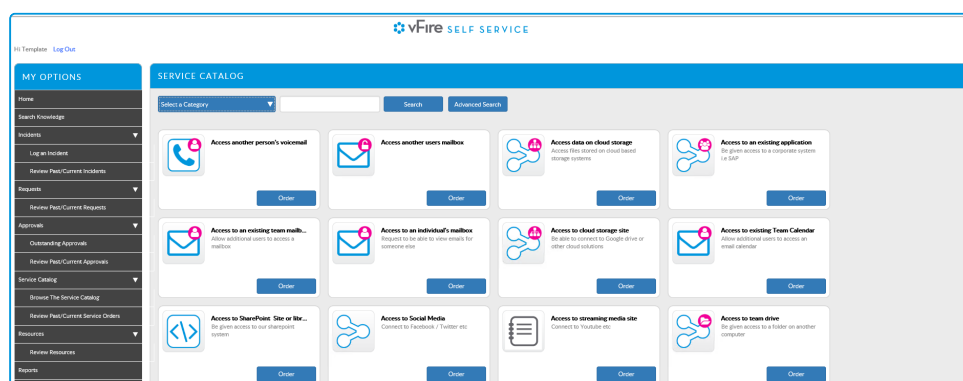 vFire SELF SERVICE
Hi Template Log Out
MY OPTIONS
Home
Search Knowledge
Incidents
Log an Incident
Review Past/Current Incidents
Requests
Review Past/Current Requests
Approvals
Outstanding Approvals
Review Past/Current Approvals
Service Catalog
Browse The Service Catalog
Review Past/Current Service Orders
Resources
Review Resources
Reports
SERVICE CATALOG
Select a Category
Search
Advanced Search
Access another person's voicemail
Order
Access another users mailbox
Order
Access data on cloud storage
Access files stored on cloud based
storage systems
Order
Access to an existing application
Be given access to a corporate system
i.e SAP
Order
Access to an existing team mailb...
Allow additional users to access a
mailbox
Order
Access to an individual's mailbox
Request to be able to view emails for
someone else
Order
Access to cloud storage site
Be able to connect to Google drive or
other cloud solutions
Order
Access to existing Team Calendar
Allow additional users to access an
email calendar
Order
Access to SharePoint Site or libr...
Be given access to our sharepoint
system
Order
Access to Social Media
Connect to Facebook / Twitter etc
Order
Access to streaming media site
Connect to Youtube etc
Order
Access to team drive
Be given access to a folder on another
computer
Order